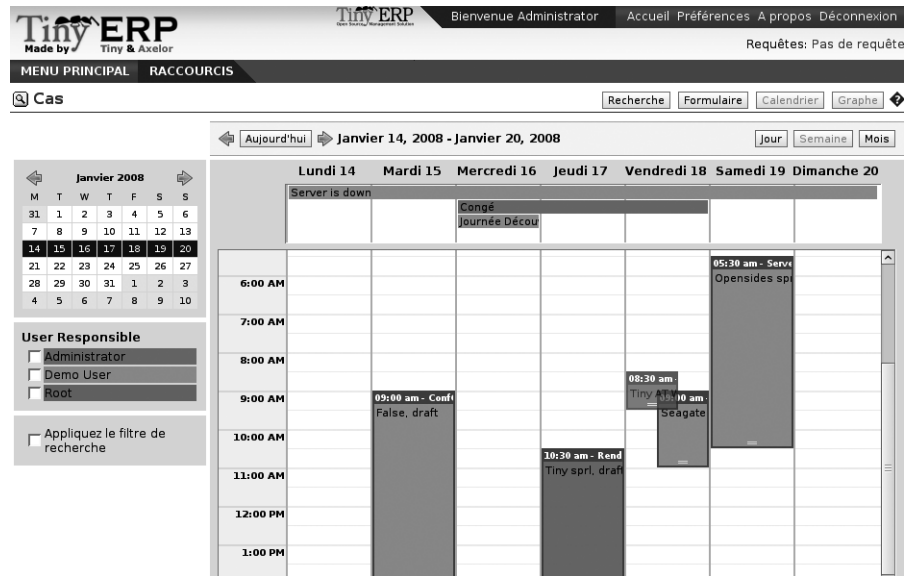 Tiny ERP
Made by Tiny & Axelor
Tiny ERP
Bienvenue Administrator
Accueil Préférences A propos Déconnexion
Requêtes: Pas de requête
MENU PRINCIPAL RACCOURCIS
Cas
Recherche Formulaire Calendrier Graphe ?
Aujourd'hui Janvier 14, 2008 - Janvier 20, 2008
Jour Semaine Mois
Janvier 2008
M T W T F S S
31 1 2 3 4 5 6
7 8 9 10 11 12 13
14 15 16 17 18 19 20
21 22 23 24 25 26 27
28 29 30 31 1 2 3
4 5 6 7 8 9 10
User Responsible
Administrator
Demo User
Root
Appliquez le filtre de
recherche
Lundi 14 Mardi 15 Mercredi 16 Jeudi 17 Vendredi 18 Samedi 19 Dimanche 20
Server is down
Congé
Journée Décou
05:30 am - Serve
Opensides spr
6:00 AM
7:00 AM
8:00 AM
08:30 am -
Tiny AT
9:00 AM
09:00 am - Conf
False, draft
09:00 am -
Seagate
10:00 AM
10:30 am - Rend
Tiny sprl, draft
11:00 AM
12:00 PM
1:00 PM